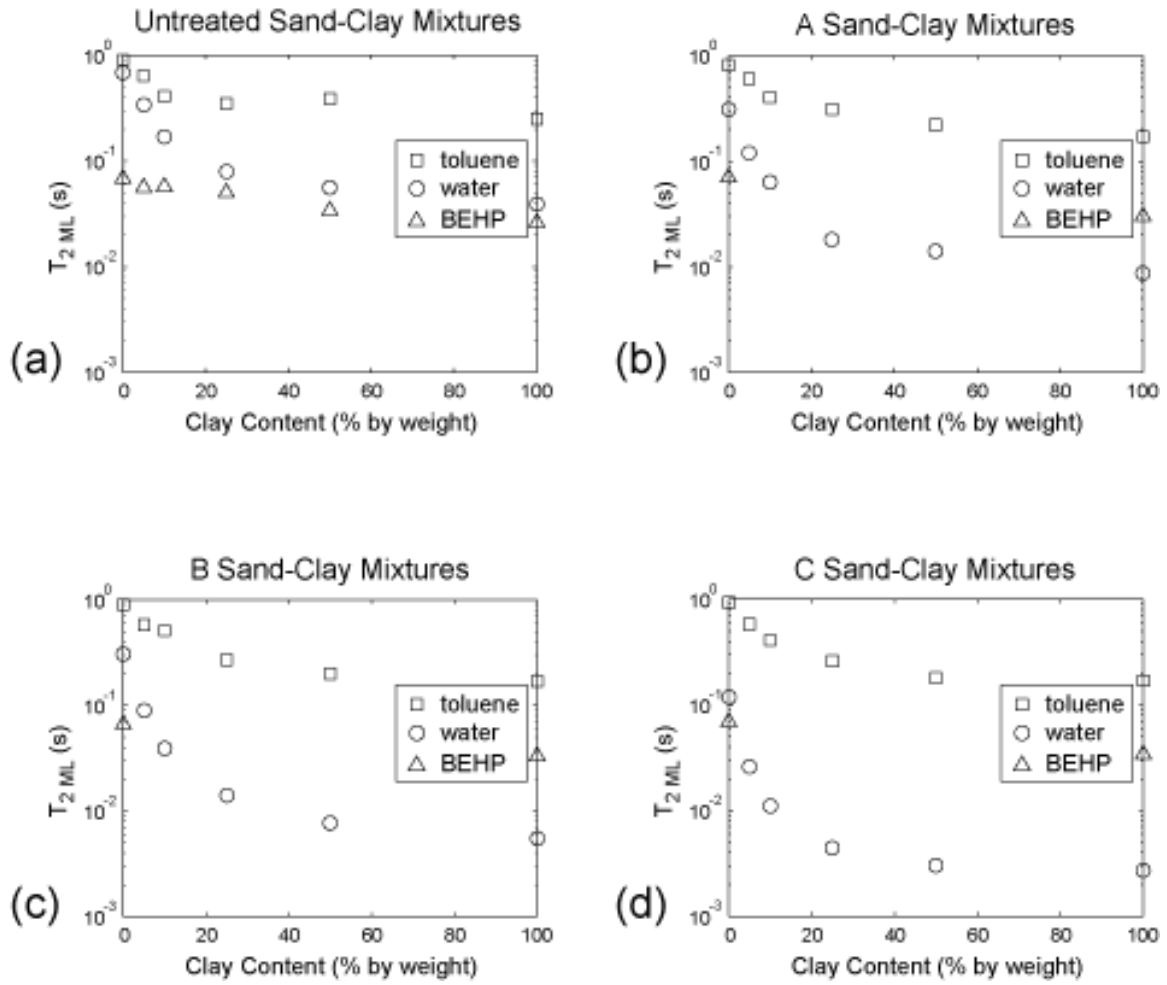 Untreated Sand-Clay Mixtures
10^0
10^-1
10^-2
10^-3
T_2 ML (s)
toluene
water
BEHP
0 20 40 60 80 100
Clay Content (% by weight)
(a)
A Sand-Clay Mixtures
10^0
10^-1
10^-2
10^-3
T_2 ML (s)
toluene
water
BEHP
0 20 40 60 80 100
Clay Content (% by weight)
(b)
B Sand-Clay Mixtures
10^0
10^-1
10^-2
10^-3
T_2 ML (s)
toluene
water
BEHP
0 20 40 60 80 100
Clay Content (% by weight)
(c)
C Sand-Clay Mixtures
10^0
10^-1
10^-2
10^-3
T_2 ML (s)
toluene
water
BEHP
0 20 40 60 80 100
Clay Content (% by weight)
(d)